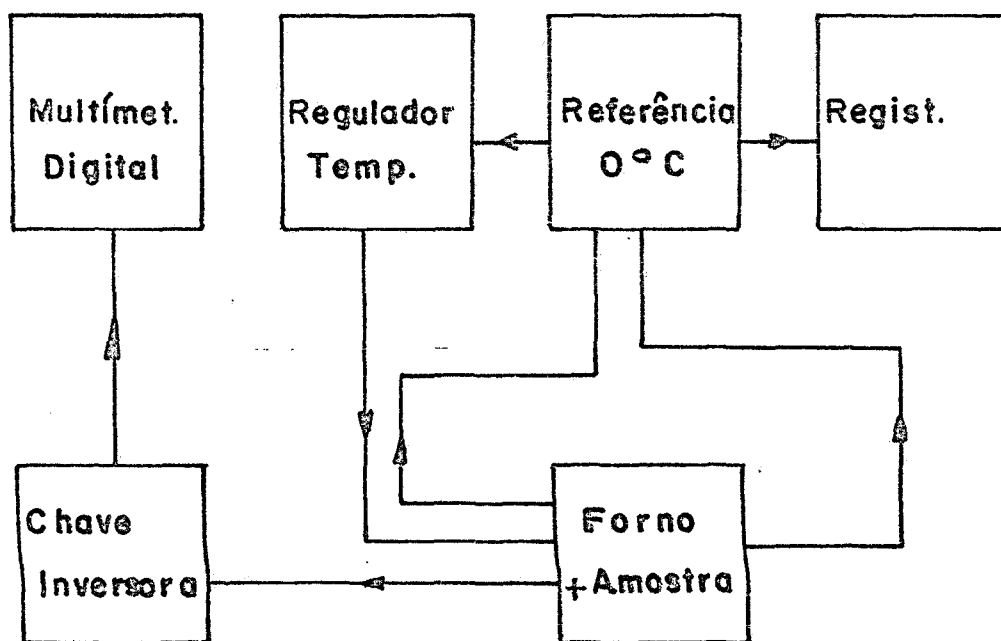 Multímet.
Digital
Regulador
Temp.
Referência
0°C
Regist.
Chave
Inversora
Forno
+Amostra